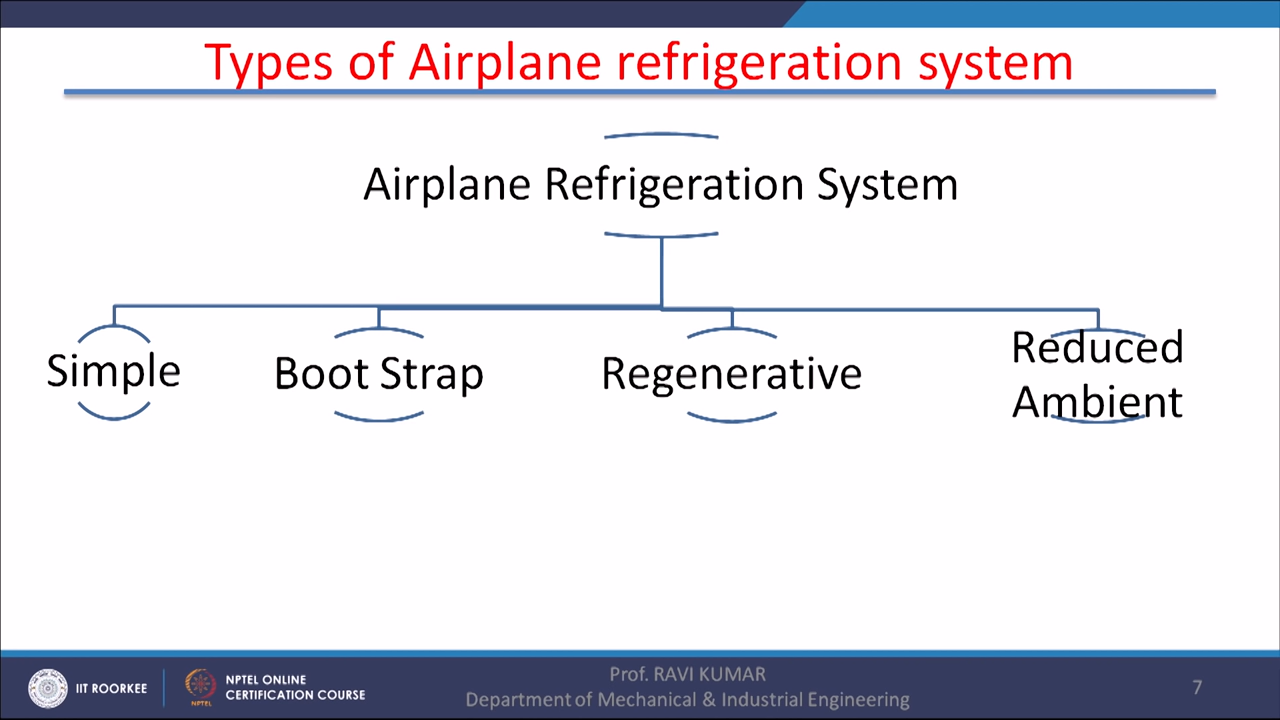 Types of Airplane refrigeration system
Airplane Refrigeration System
Simple
Boot Strap
Regenerative
Reduced
Ambient
IIT ROORKEE
NPTEL ONLINE
CERTIFICATION COURSE
NPTEL
Prof. RAVI KUMAR
Department of Mechanical & Industrial Engineering
7